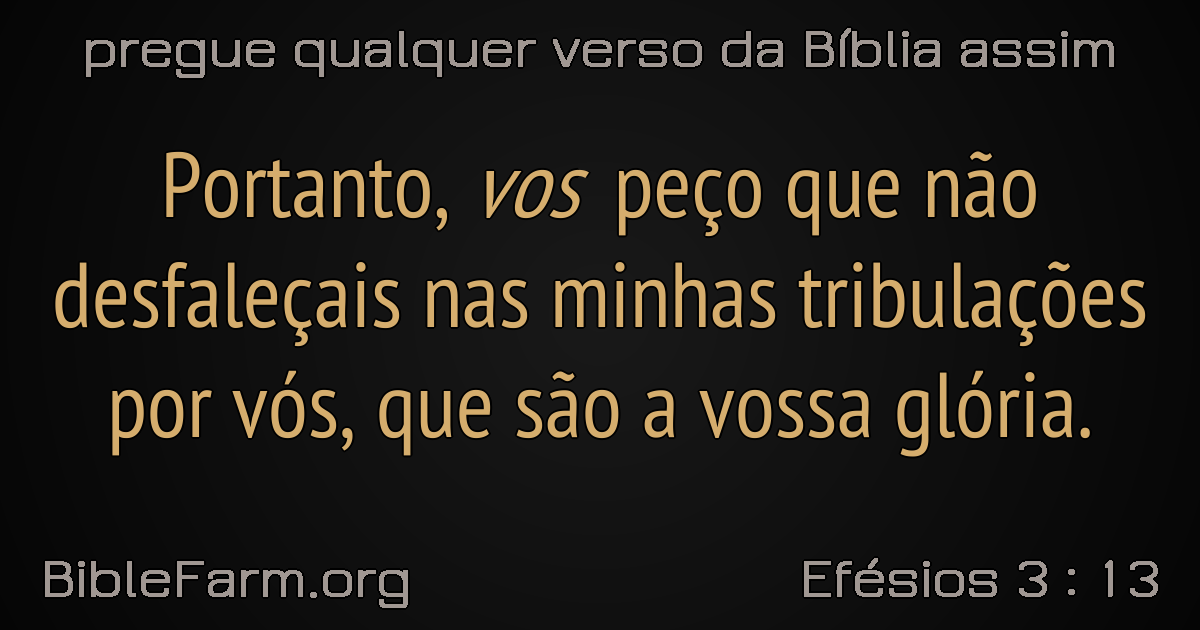 pregue qualquer verso da Bíblia assim
Portanto, vos peço que não
desfaleçais nas minhas tribulações
por vós, que são a vossa glória.
BibleFarm.org
Efésios 3 : 13